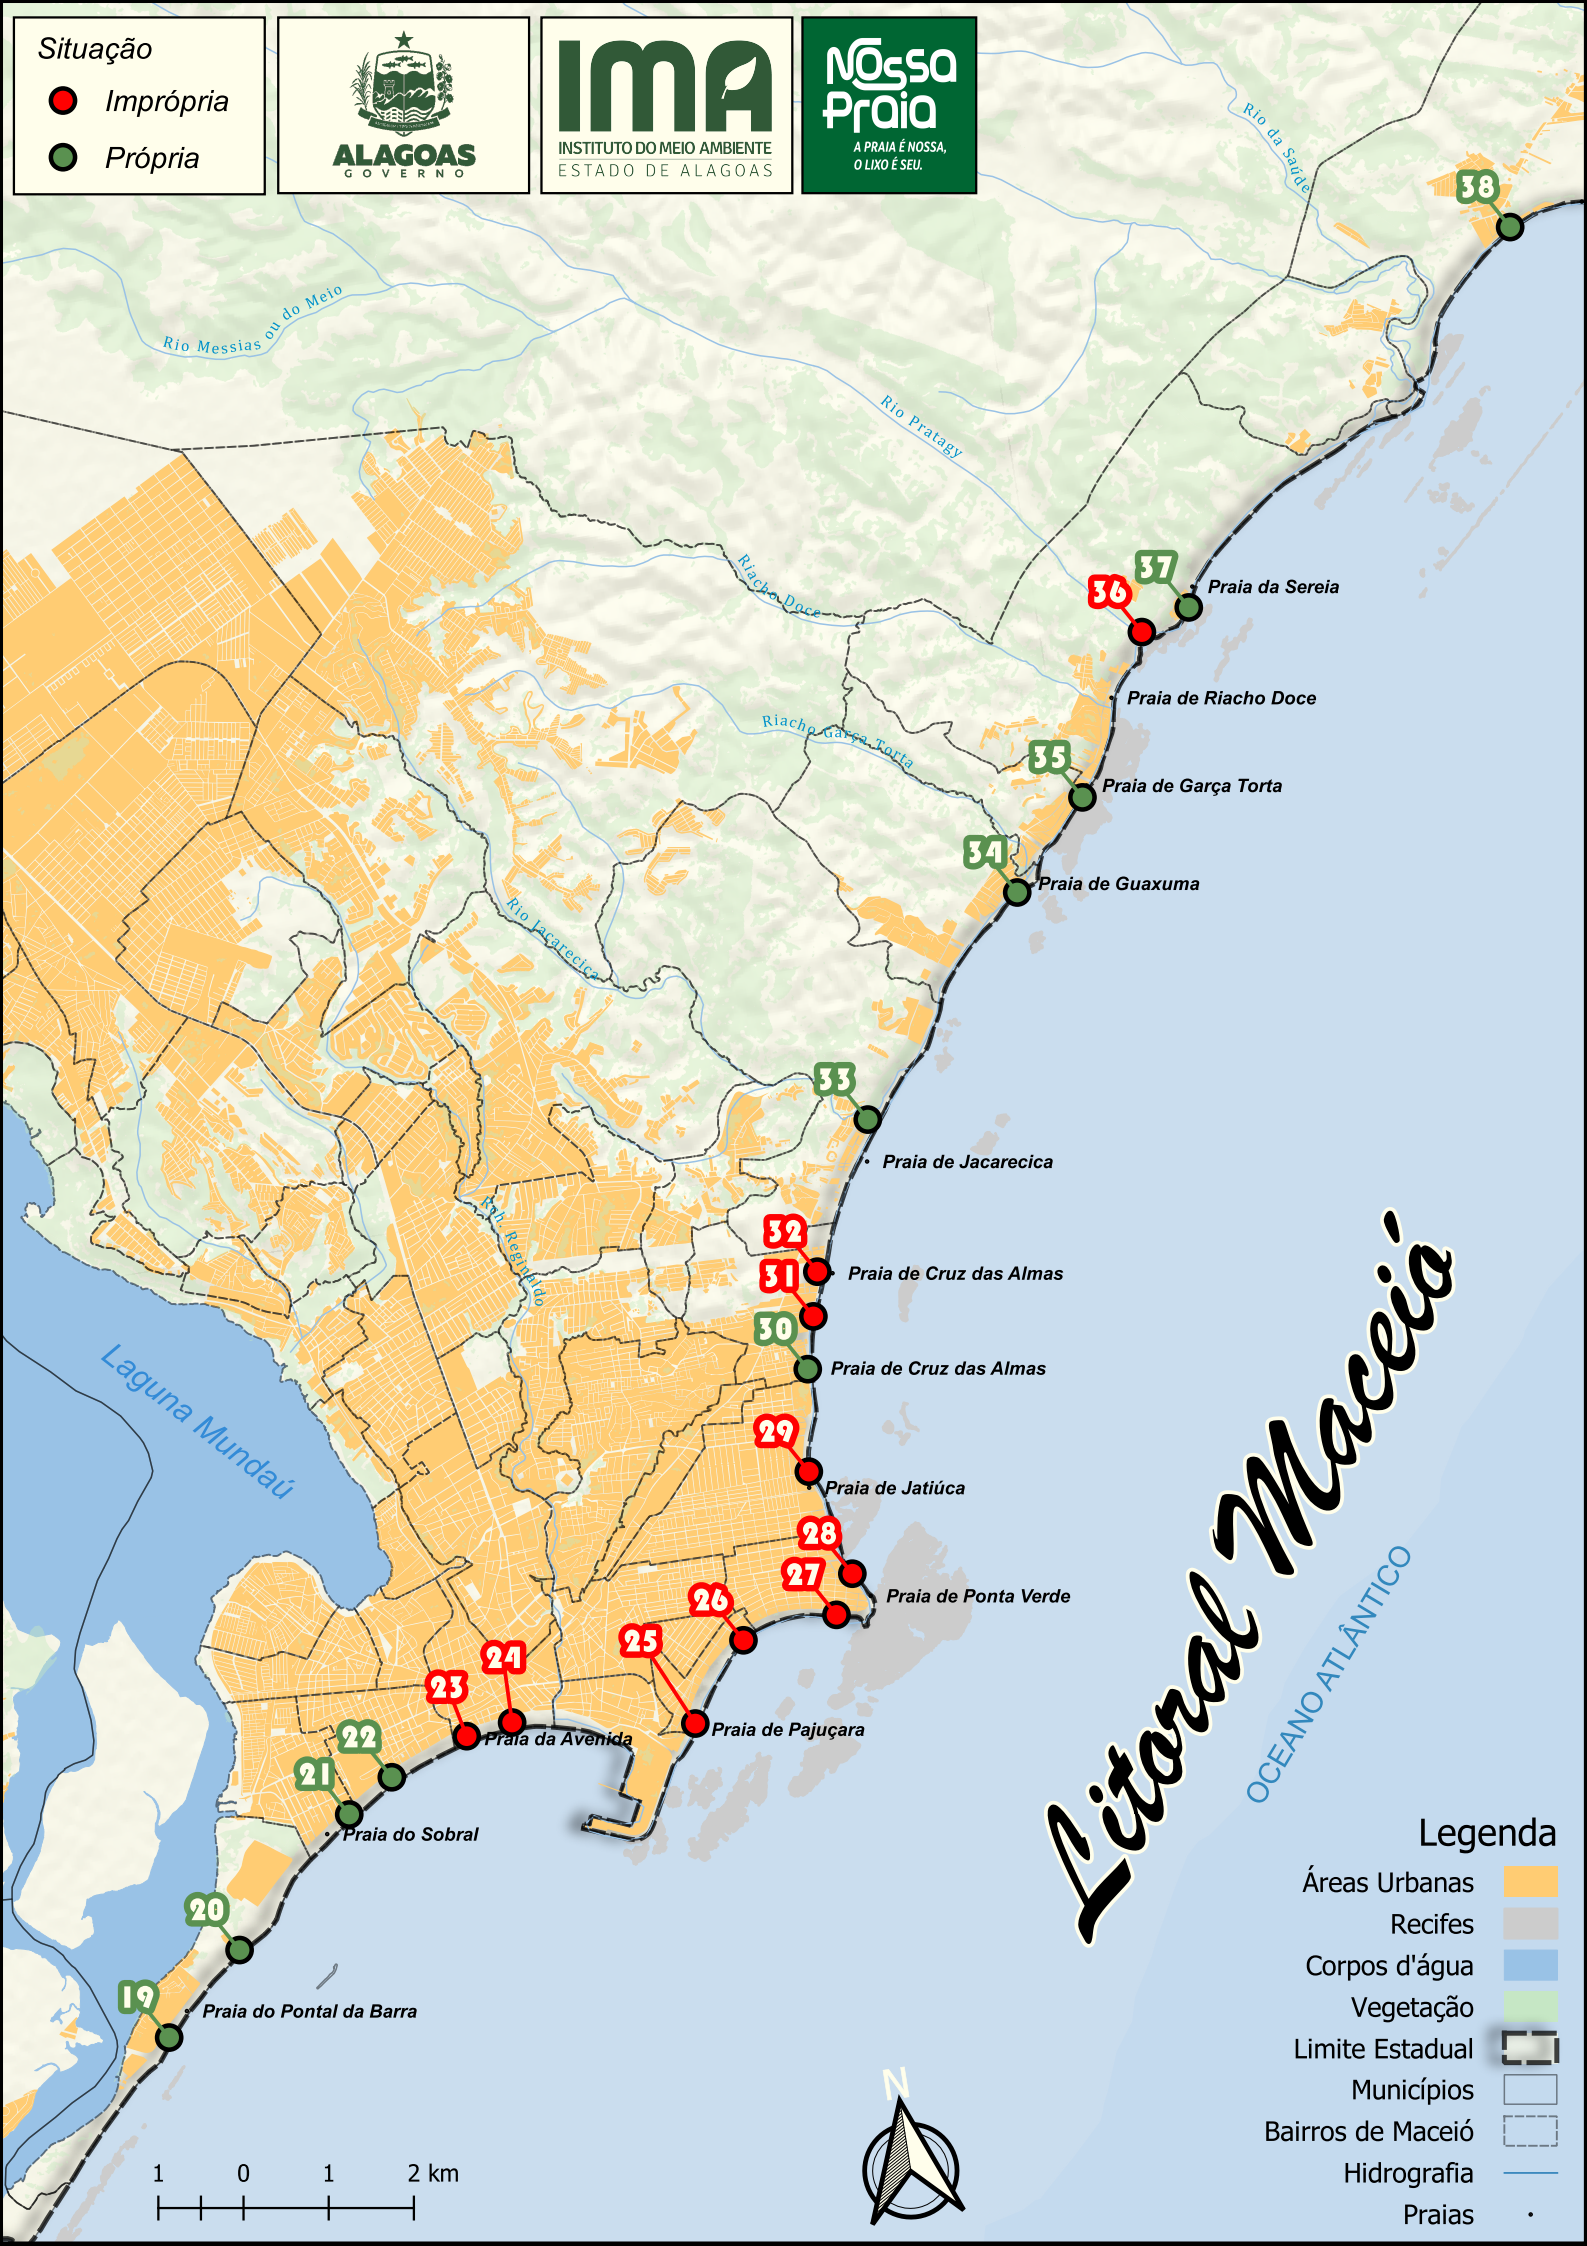 Situação
Imprópria
Própria
ALAGOAS
GOVERNO
IMA
INSTITUTO DO MEIO AMBIENTE
ESTADO DE ALAGOAS
Nossa
Praia
A PRAIA É NOSSA,
O LIXO É SEU.
Rio da Saúde
38
Rio Messias ou do Meio
Rio Pratagy
Riacho Doce
37
36
Praia da Sereia
Praia de Riacho Doce
Riacho Garça Torta
35
Praia de Garça Torta
34
Praia de Guaxuma
Rio Jacarecica
33
Praia de Jacarecica
Rch. Reginaldo
32
31
Praia de Cruz das Almas
30
Praia de Cruz das Almas
Laguna Mundaú
29
Praia de Jatiúca
28
27
Praia de Ponta Verde
26
25
24
23
Praia de Pajuçara
Praia da Avenida
22
21
Praia do Sobral
20
19
Praia do Pontal da Barra
Litoral Maceió
OCEANO ATLÂNTICO
Legenda
Áreas Urbanas
Recifes
Corpos d'água
Vegetação
Limite Estadual
Municípios
Bairros de Maceió
Hidrografia
Praias
N
1 0 1 2 km